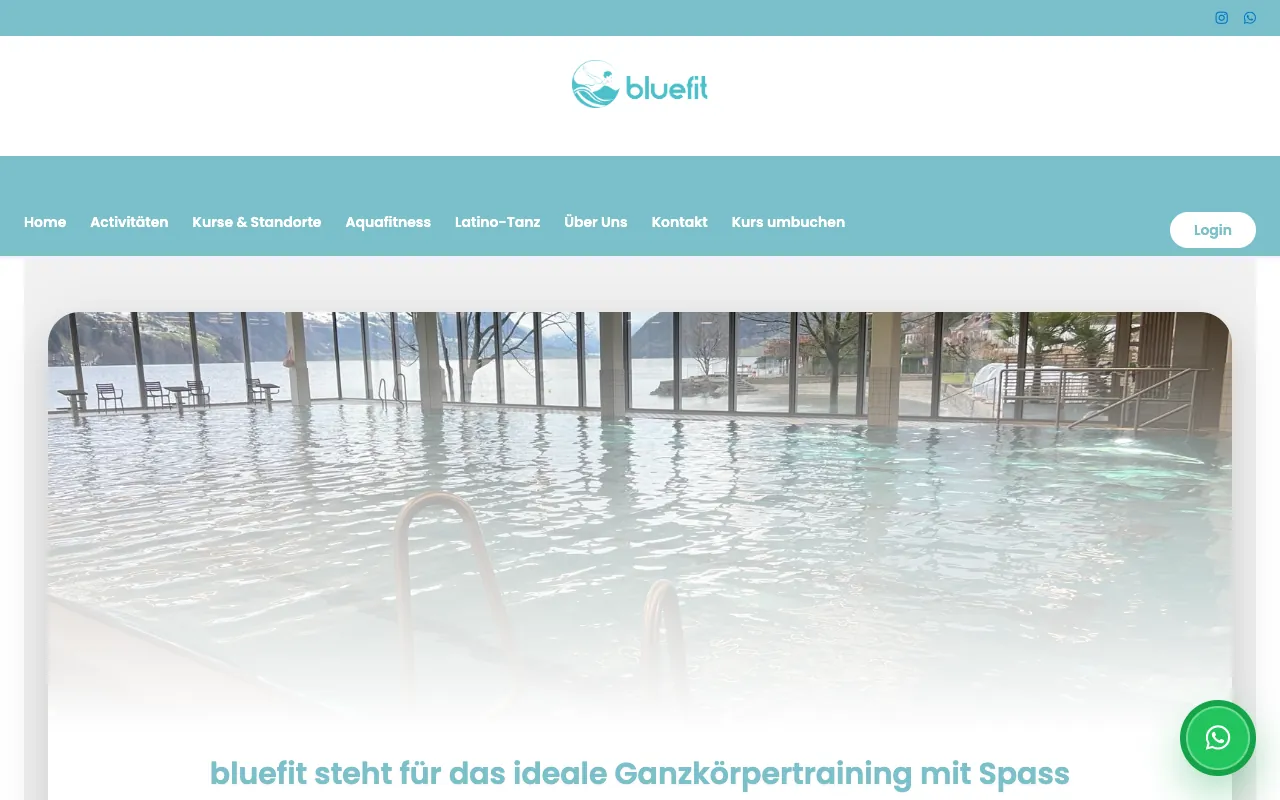 bluefit
Home Activitäten Kurse & Standorte Aquafitness Latino-Tanz Über Uns Kontakt Kurs umbuchen
Login
bluefit steht für das ideale Ganzkörpertraining mit Spass